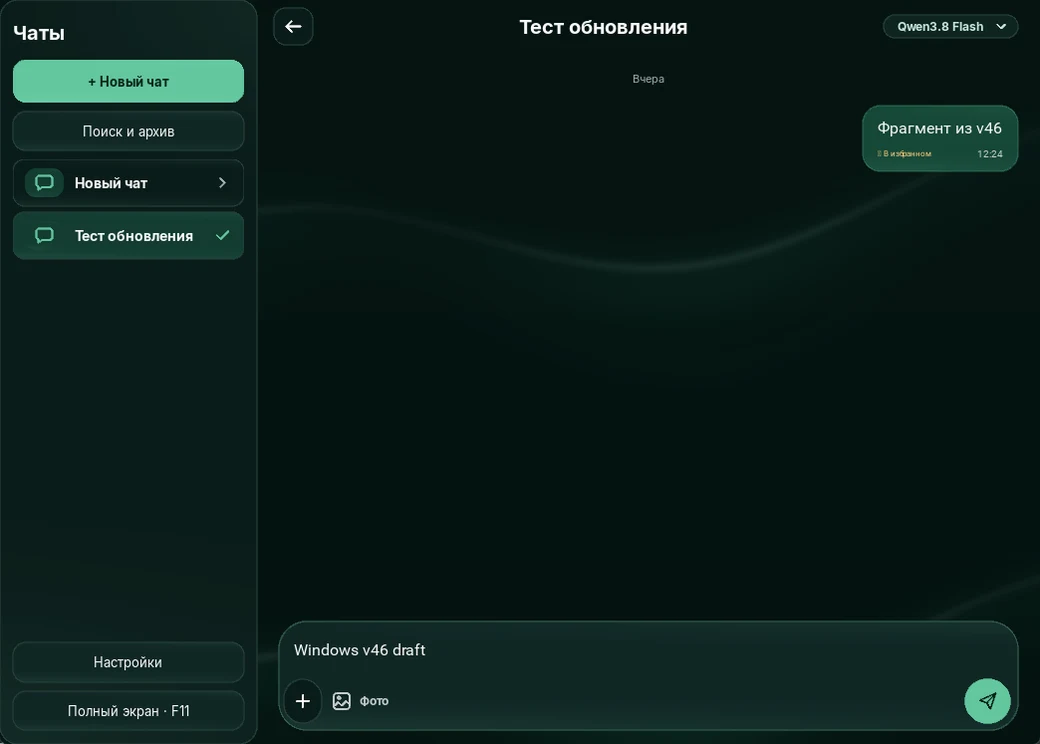 Чаты
+ Новый чат
Поиск и архив
Новый чат
Тест обновления
Настройки
Полный экран · F11
Тест обновления
Qwen3.8 Flash
Вчера
Фрагмент из v46
В избранном 12:24
Windows v46 draft
Фото